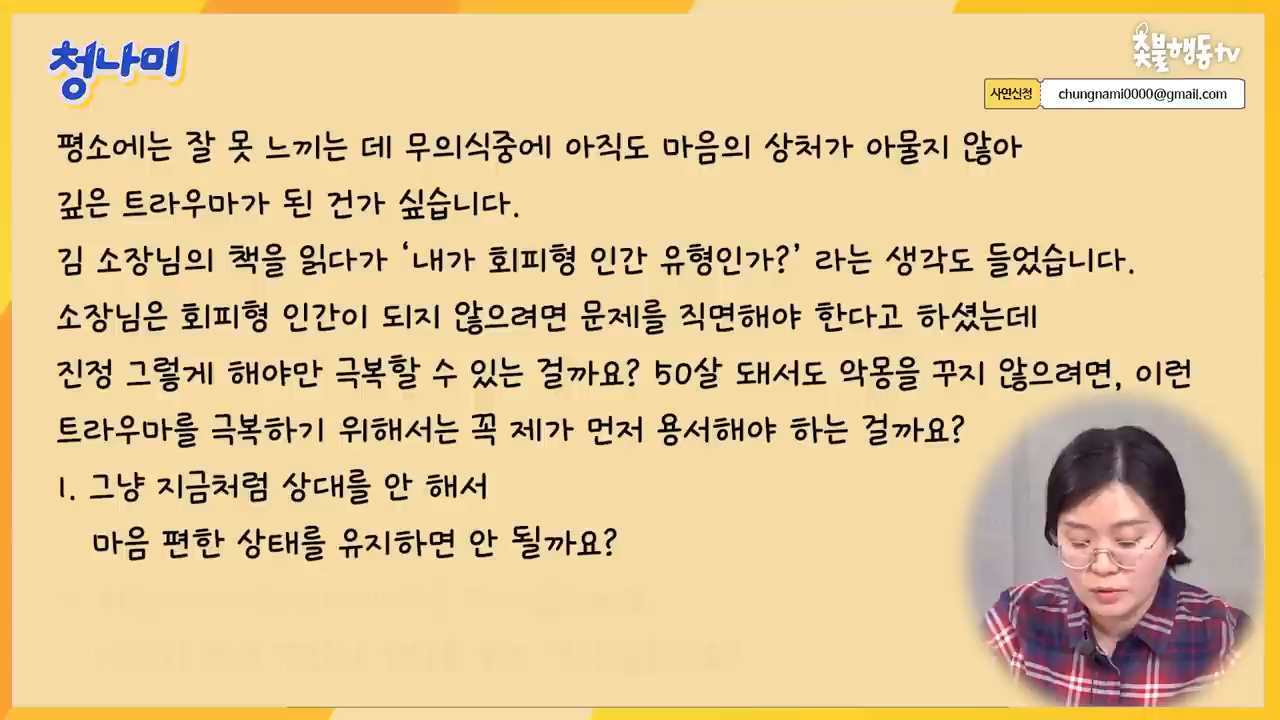 청나미
촛불행동tv
사연신청 chungnami0000@gmail.com
평소에는 잘 못 느끼는 데 무의식중에 아직도 마음의 상처가 아물지 않아
깊은 트라우마가 된 건가 싶습니다.
김 소장님의 책을 읽다가 ‘내가 회피형 인간 유형인가?’ 라는 생각도 들었습니다.
소장님은 회피형 인간이 되지 않으려면 문제를 직면해야 한다고 하셨는데
진정 그렇게 해야만 극복할 수 있는 걸까요? 50살 돼서도 악몽을 꾸지 않으려면, 이런
트라우마를 극복하기 위해서는 꼭 제가 먼저 용서해야 하는 걸까요?
1. 그냥 지금처럼 상대를 안 해서
마음 편한 상태를 유지하면 안 될까요?